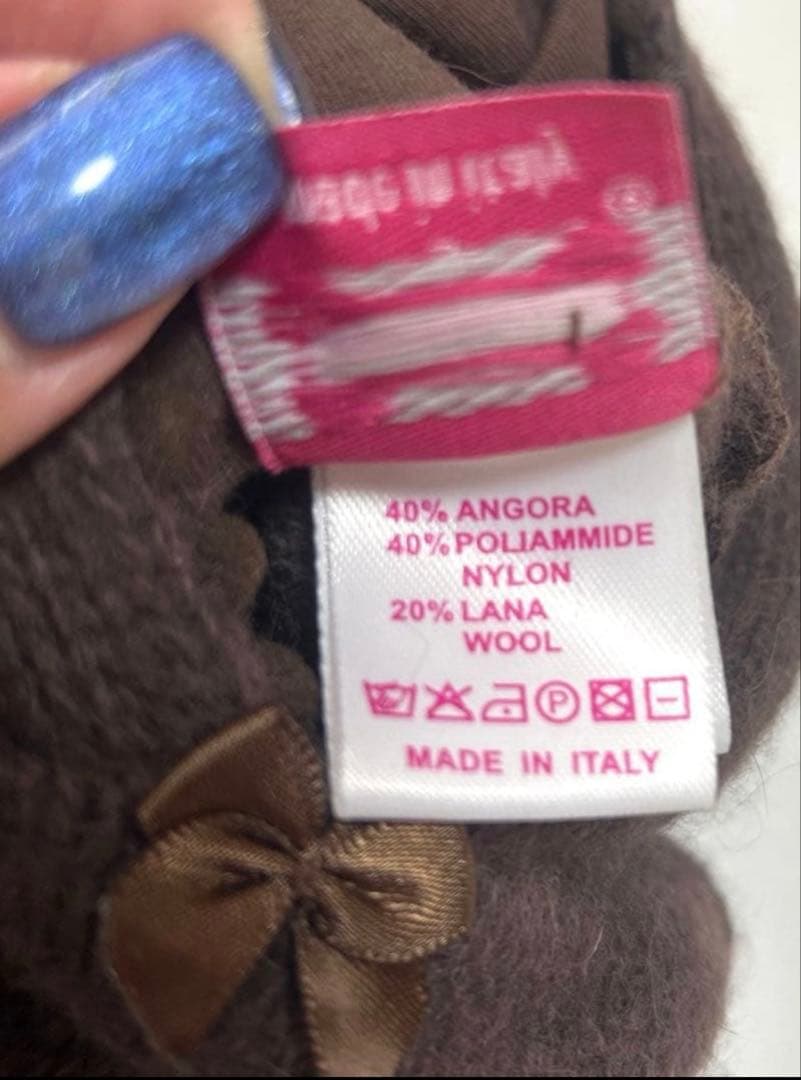 40% ANGORA
40% POLIAMMIDE
NYLON
20% LANA
WOOL
P
MADE IN ITALY